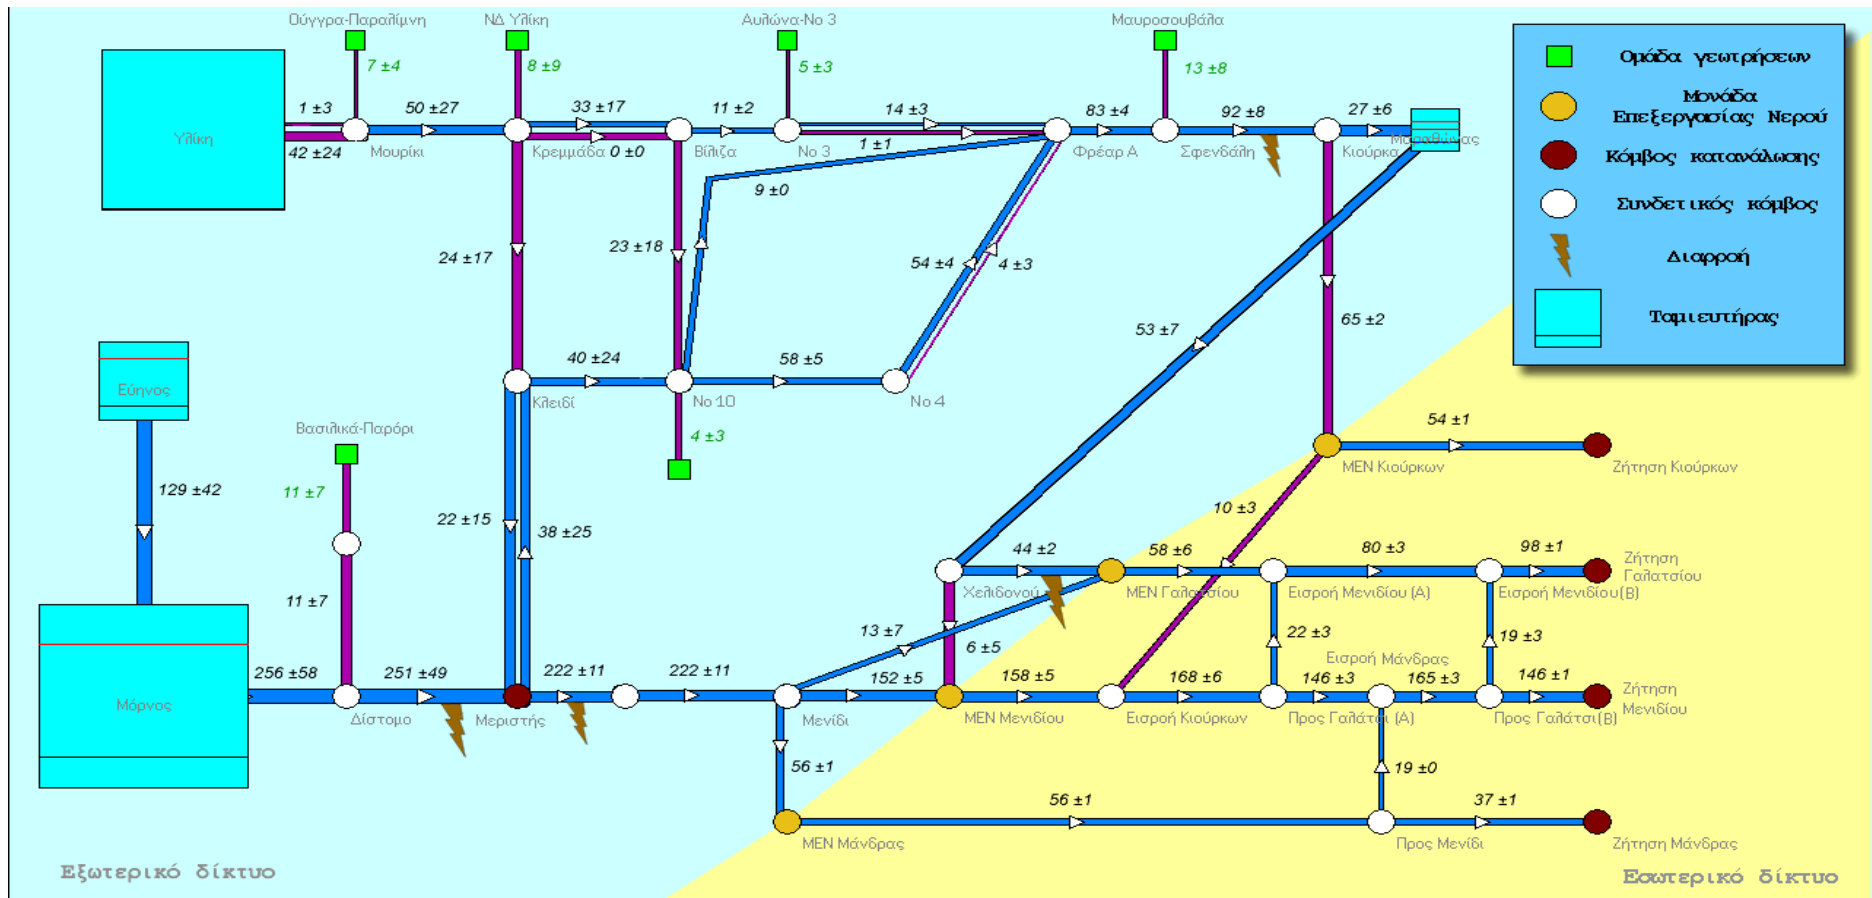 Ούγγρα-Παραλίμνη
ΝΔ Υλίκη
Αυλώνα-Νο 3
Μαυροσουβάλα
7 ±4
8 ±9
5 ±3
13 ±8
Υλίκη
1 ±3
50 ±27
33 ±17
11 ±2
14 ±3
83 ±4
92 ±8
27 ±6
Μαραθώνας
42 ±24
Μουρίκι
Κρεμμάδα
0 ±0
Βίλιζα
Νο 3
1 ±1
Φρέαρ Α
Σφενδάλη
Κιούρκα
9 ±0
24 ±17
23 ±18
54 ±4
4 ±3
53 ±7
65 ±2
40 ±24
58 ±5
Κλειδί
Νο 10
Νο 4
4 ±3
Εύηνος
129 ±42
Βασιλικά-Παρόρι
11 ±7
11 ±7
22 ±15
38 ±25
54 ±1
ΜΕΝ Κιούρκων
Ζήτηση Κιούρκων
10 ±3
44 ±2
58 ±6
80 ±3
98 ±1
Ζήτηση
Γαλατσίου
Χελιδονού
ΜΕΝ Γαλατσίου
Εισροή Μενιδίου (Α)
Εισροή Μενιδίου(Β)
13 ±7
6 ±5
22 ±3
19 ±3
Εισροή Μάνδρας
Μόρνος
256 ±58
251 ±49
222 ±11
222 ±11
152 ±5
158 ±5
168 ±6
146 ±3
165 ±3
146 ±1
Ζήτηση
Μενιδίου
Δίστομο
Μεριστής
Μενίδι
ΜΕΝ Μενιδίου
Εισροή Κιούρκων
Προς Γαλάτσι (Α)
Προς Γαλάτσι(Β)
56 ±1
19 ±0
56 ±1
37 ±1
ΜΕΝ Μάνδρας
Προς Μενίδι
Ζήτηση Μάνδρας
Εξωτερικό δίκτυο
Εσωτερικό δίκτυο
Ομάδα γεωτρήσεων
Μονάδα
Επεξεργασίας Νερού
Κόμβος κατανάλωσης
Συνδετικός κόμβος
Διαρροή
Ταμιευτήρας